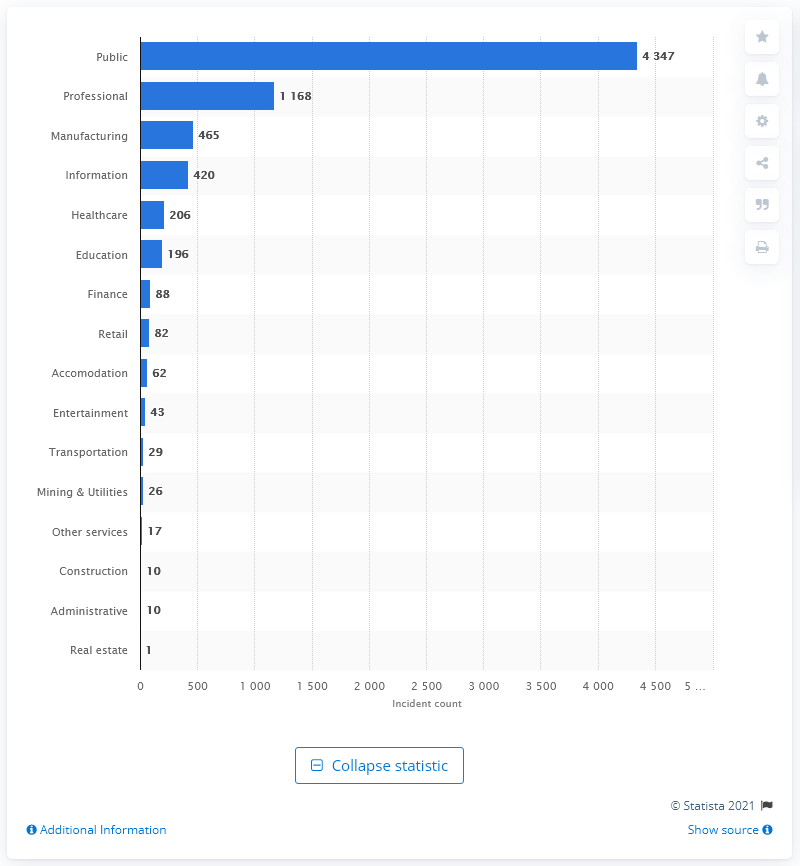 Public 4 347
Professional 1 168
Manufacturing 465
Information 420
Healthcare 206
Education 196
Finance 88
Retail 82
Accomodation 62
Entertainment 43
Transportation 29
Mining & Utilities 26
Other services 17
Construction 10
Administrative 10
Real estate 1
0 500 1 000 1 500 2 000 2 500 3 000 3 500 4 000 4 500 5 ...
Incident count
Collapse statistic
© Statista 2021
Additional Information Show source